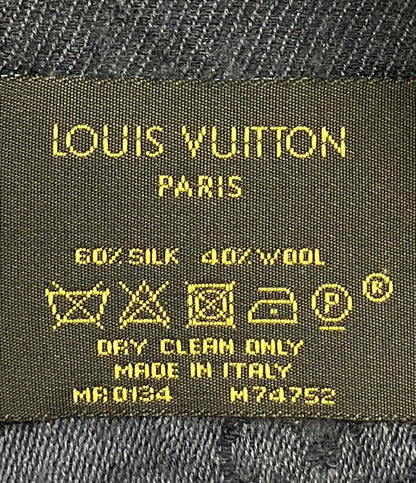 LOUIS VUITTON
PARIS
60% SILK 40% WOOL
P ®
DRY CLEAN ONLY
MADE IN ITALY
MR0134 M74752